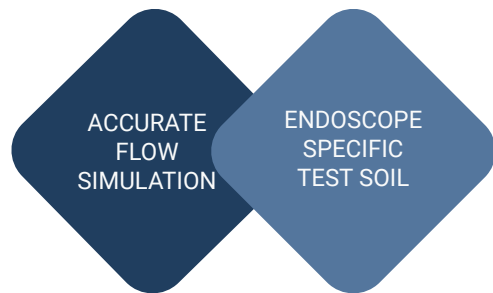 ACCURATE
FLOW
SIMULATION
ENDOSCOPE
SPECIFIC
TEST SOIL